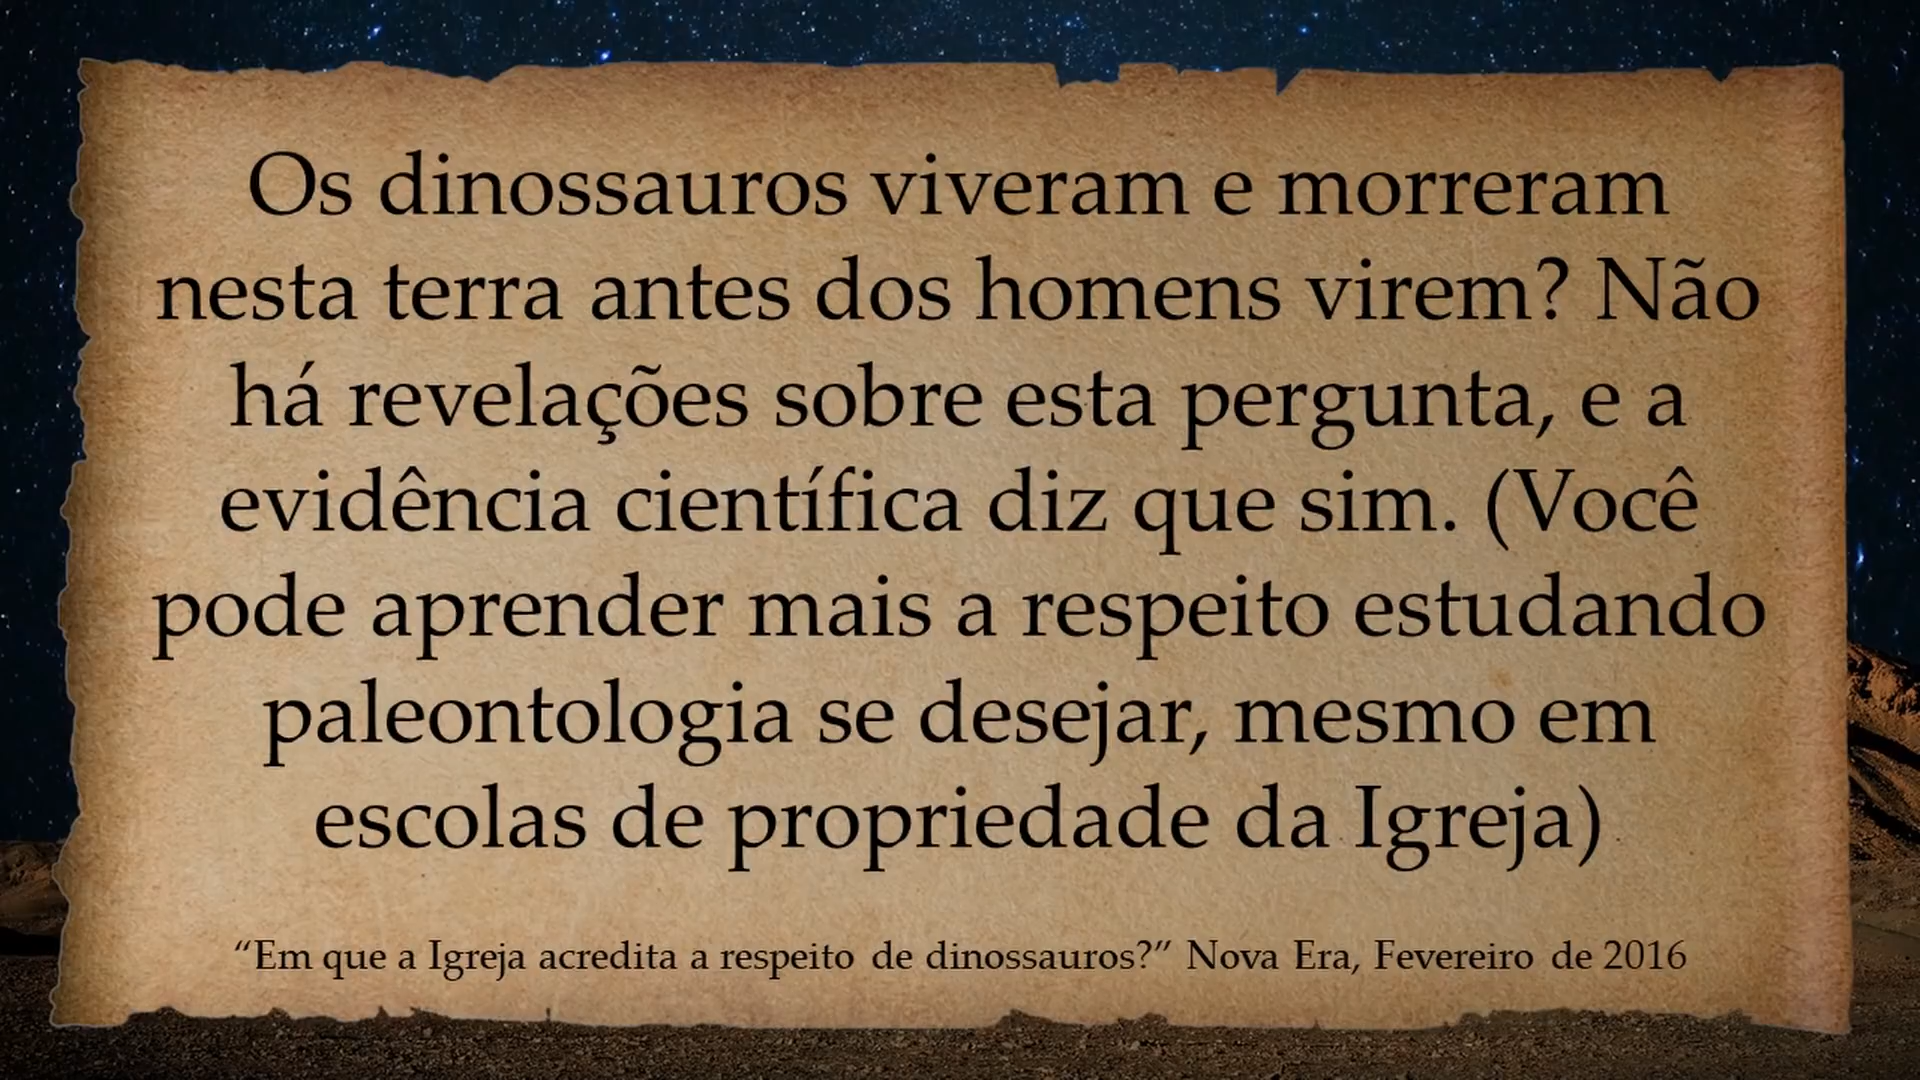 Os dinossauros viveram e morreram
nesta terra antes dos homens virem? Não
há revelações sobre esta pergunta, e a
evidência científica diz que sim. (Você
pode aprender mais a respeito estudando
paleontologia se desejar, mesmo em
escolas de propriedade da Igreja)
“Em que a Igreja acredita a respeito de dinossauros?” Nova Era, Fevereiro de 2016